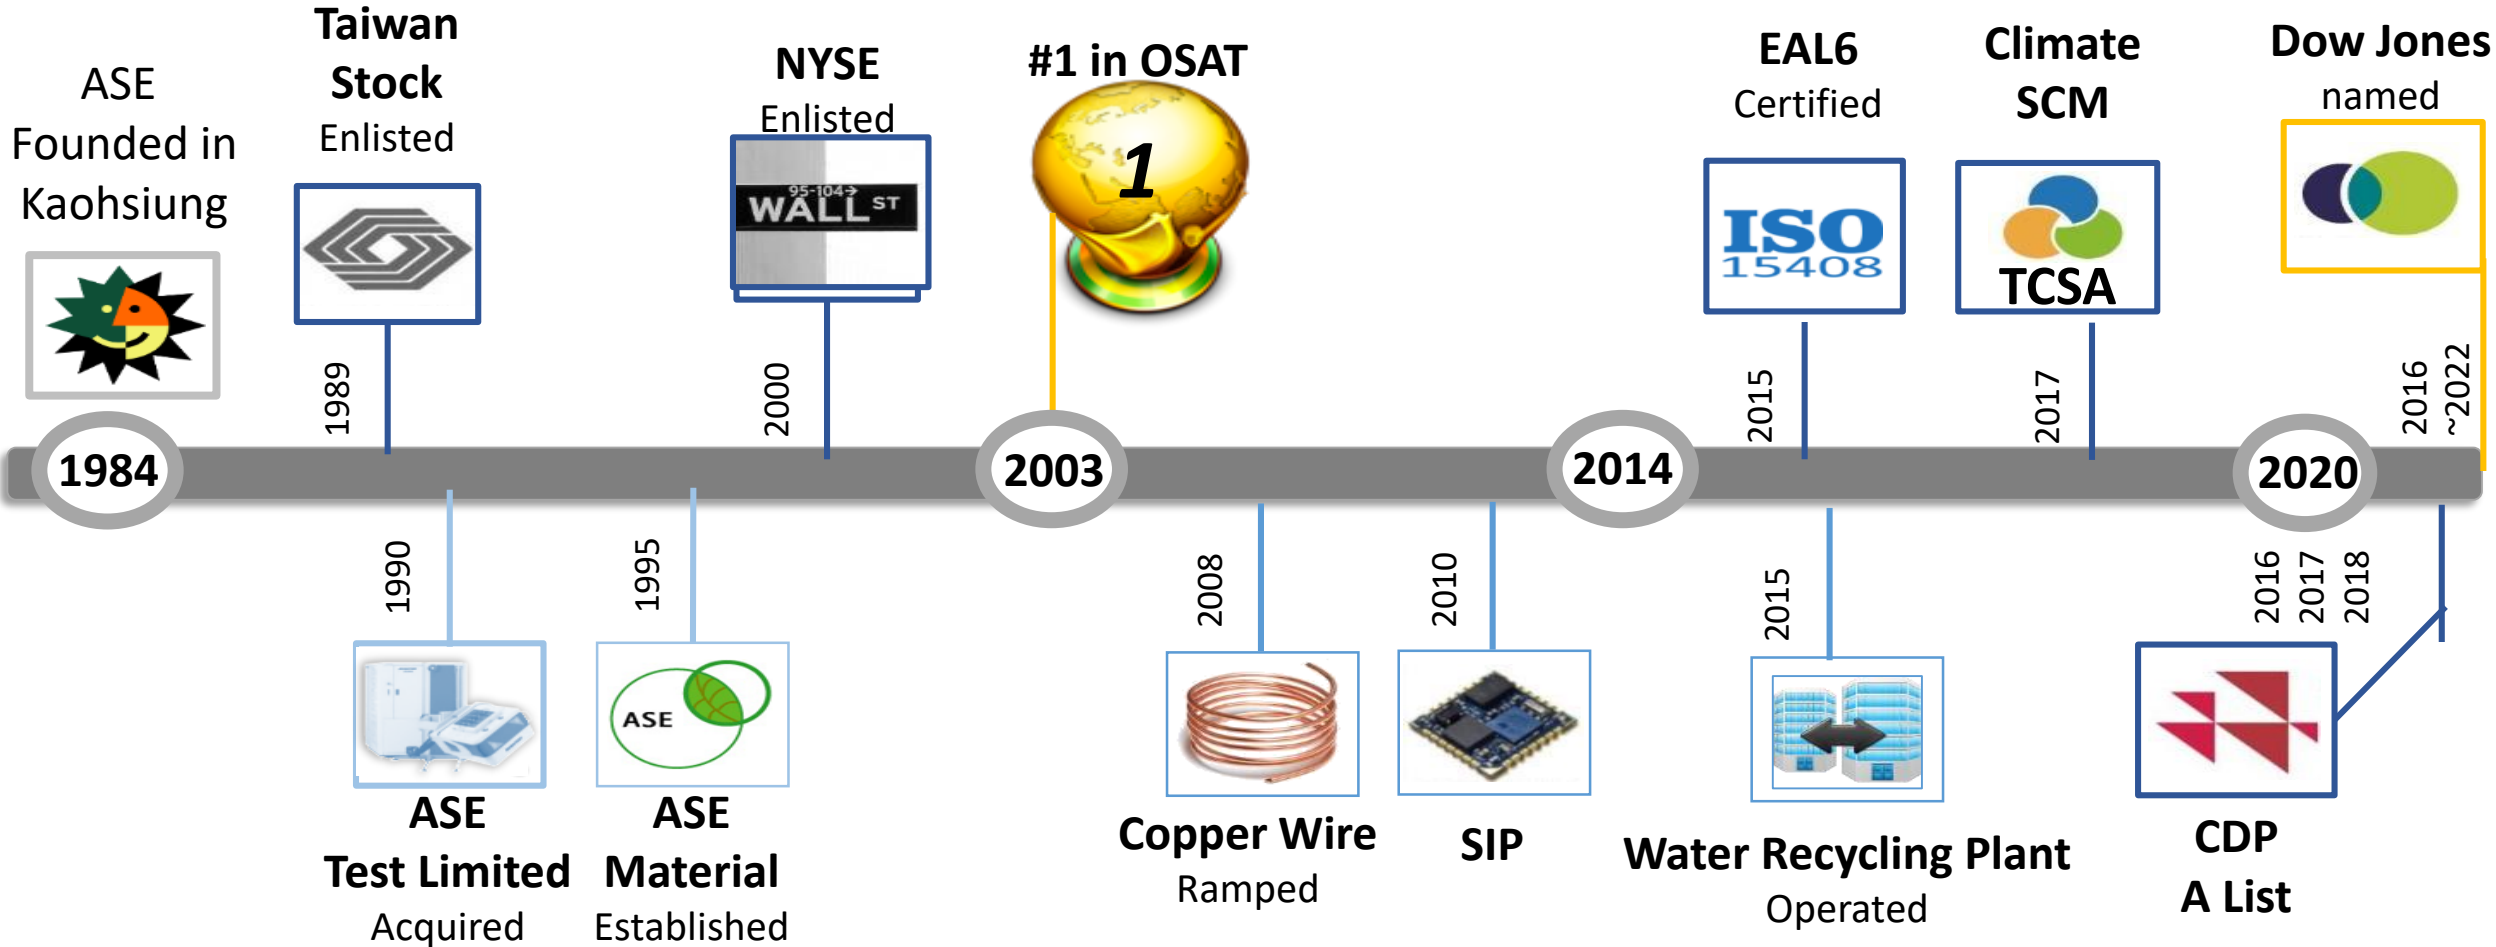 ASE
Founded in
Kaohsiung
Taiwan
Stock
Enlisted
NYSE
Enlisted
95-104→
WALL ST
#1 in OSAT
1
EAL6
Certified
ISO
15408
Climate
SCM
TCSA
Dow Jones
named
1989
2000
2015
2017
2016
~2022
1984
2003
2014
2020
1990
1995
2008
2010
2015
2016
2017
2018
ASE
ASE
Test Limited
Acquired
ASE
Material
Established
Copper Wire
Ramped
SIP
Water Recycling Plant
Operated
CDP
A List